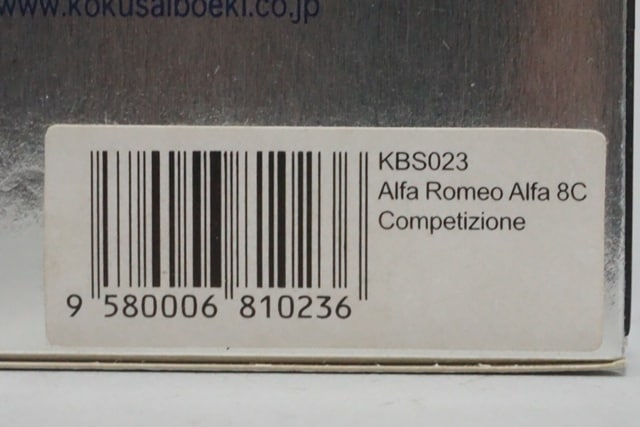 www.kokusaiboeki.co.jp
KBS023
Alfa Romeo Alfa 8C
Competizione
9 580006 810236